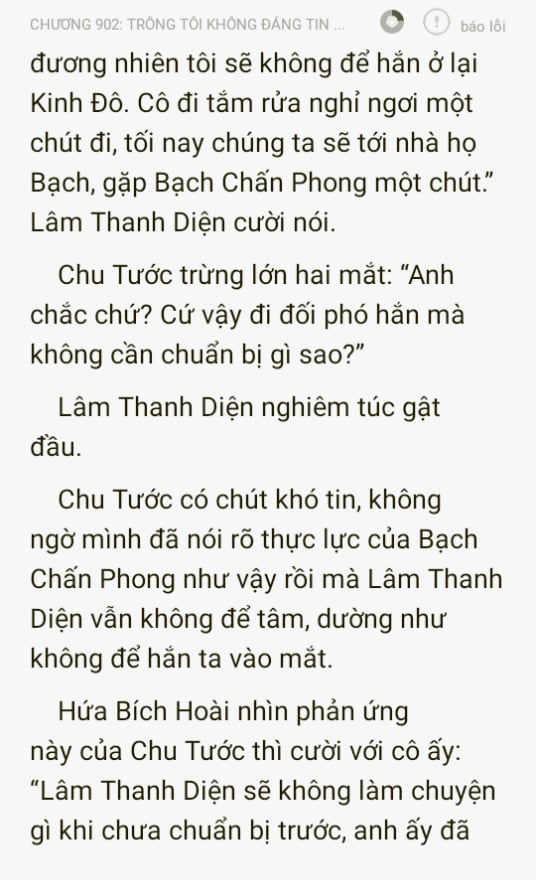 CHƯƠNG 902: TRÔNG TÔI KHÔNG ĐÁNG TIN ...
! báo lỗi
đương nhiên tôi sẽ không để hắn ở lại
Kinh Đô. Cô đi tắm rửa nghỉ ngơi một
chút đi, tối nay chúng ta sẽ tới nhà họ
Bạch, gặp Bạch Chấn Phong một chút.”
Lâm Thanh Diện cười nói.
Chu Tước trừng lớn hai mắt: “Anh
chắc chứ? Cứ vậy đi đối phó hắn mà
không cần chuẩn bị gì sao?”
Lâm Thanh Diện nghiêm túc gật
đầu.
Chu Tước có chút khó tin, không
ngờ mình đã nói rõ thực lực của Bạch
Chấn Phong như vậy rồi mà Lâm Thanh
Diện vẫn không để tâm, dường như
không để hắn ta vào mắt.
Hứa Bích Hoài nhìn phản ứng
này của Chu Tước thì cười với cô ấy:
“Lâm Thanh Diện sẽ không làm chuyện
gì khi chưa chuẩn bị trước, anh ấy đã